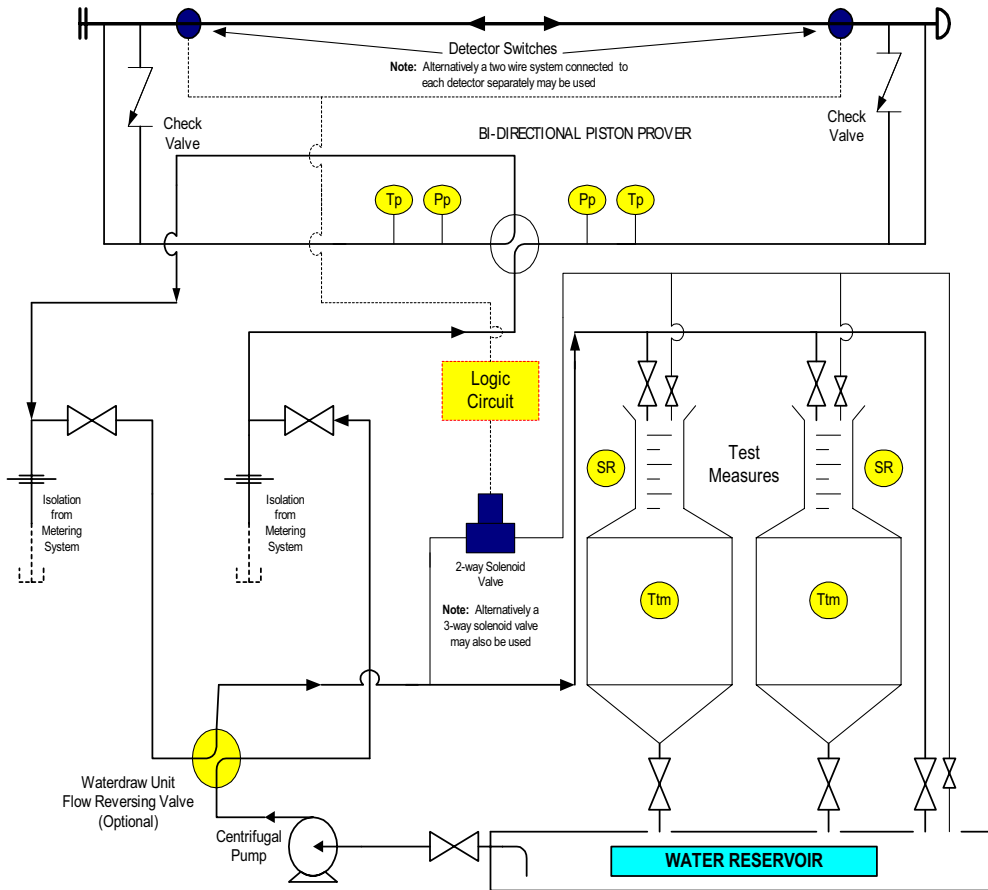 Detector Switches
Note: Alternatively a two wire system connected to
each detector separately may be used
Check
Valve
BI-DIRECTIONAL PISTON PROVER
Check
Valve
Tp
Pp
Pp
Tp
Logic
Circuit
SR
Test
Measures
SR
Isolation
from
Metering
System
Isolation
from
Metering
System
2-way Solenoid
Valve
Note: Alternatively a
3-way solenoid valve
may also be used
Ttm
Ttm
Waterdraw Unit
Flow Reversing Valve
(Optional)
Centrifugal
Pump
WATER RESERVOIR